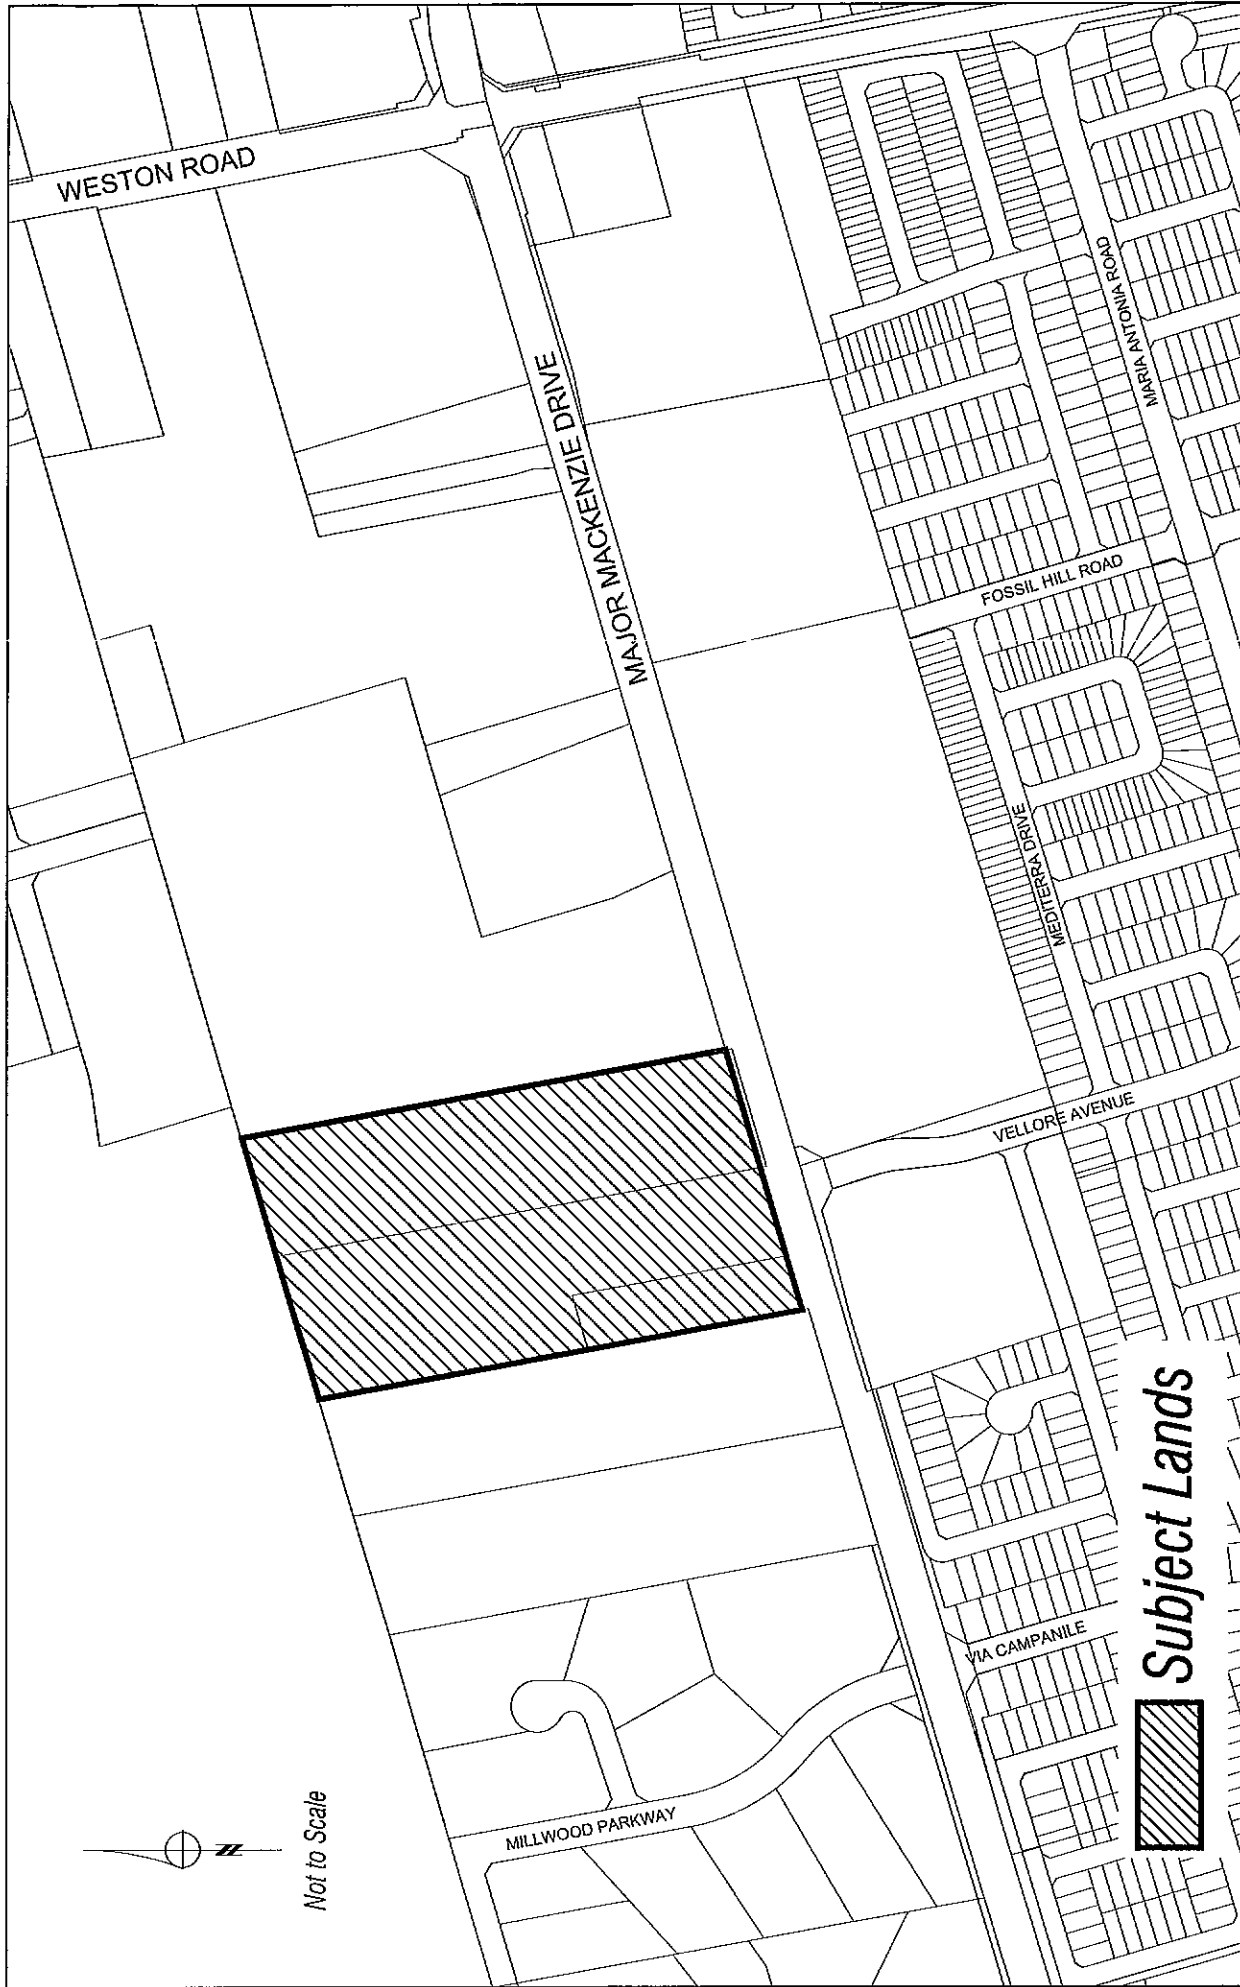 WESTON ROAD
MAJOR MACKENZIE DRIVE
MARIA ANTONIA ROAD
FOSSIL HILL ROAD
MEDITERRA DRIVE
VELLORE AVENUE
VIA CAMPANILE
MILLWOOD PARKWAY
N
Not to Scale
Subject Lands